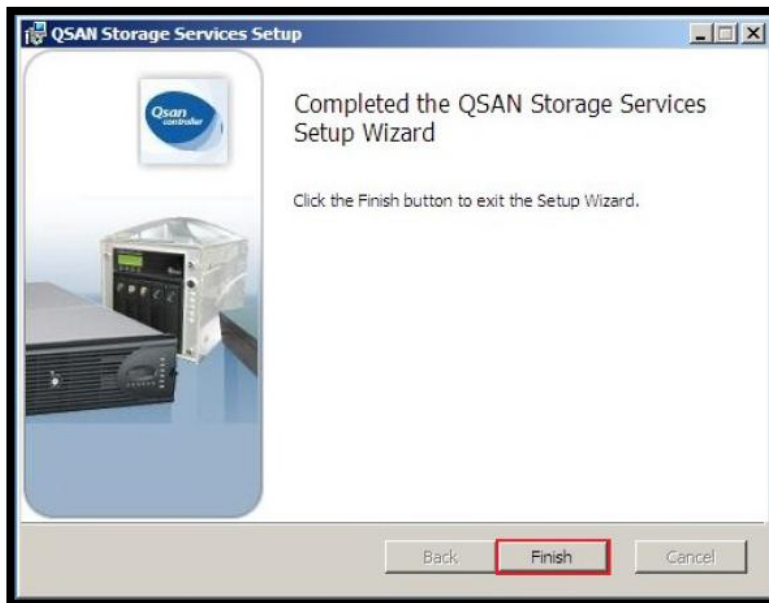 QSAN Storage Services Setup
Qsan
controller
Completed the QSAN Storage Services
Setup Wizard
Click the Finish button to exit the Setup Wizard.
Back
Finish
Cancel